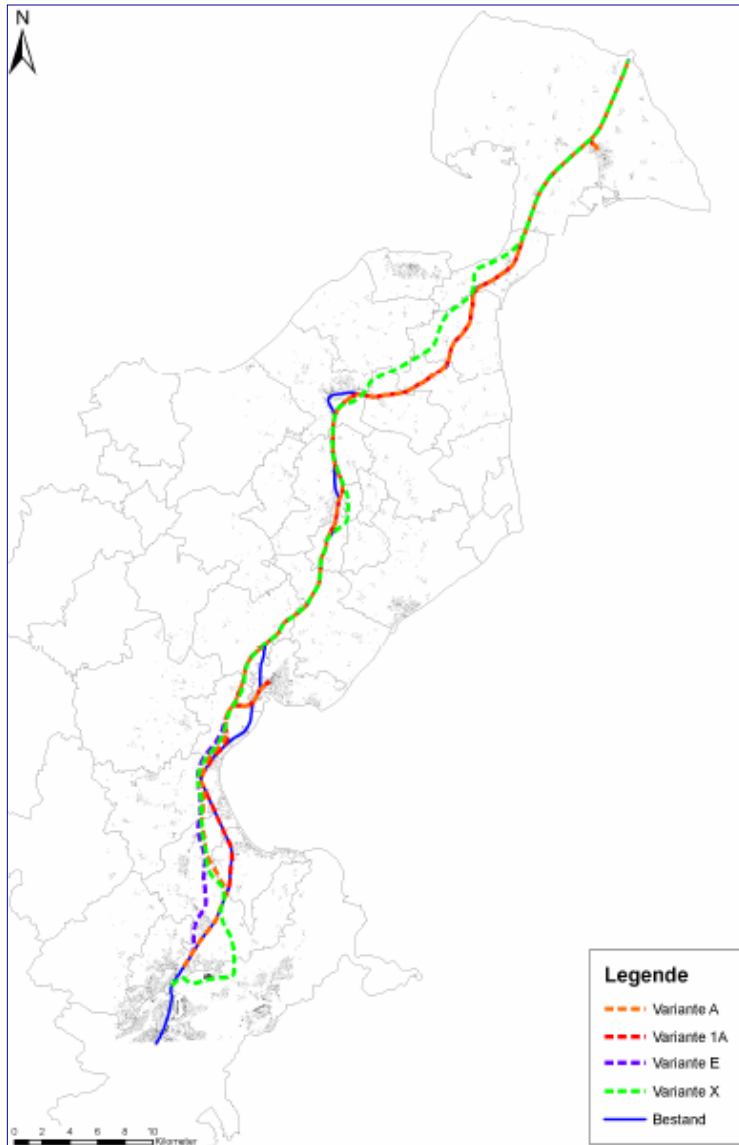 N
Legende
Variante A
Variante 1A
Variante E
Variante X
Bestand
0 2 4 6 8 10
Kilometer